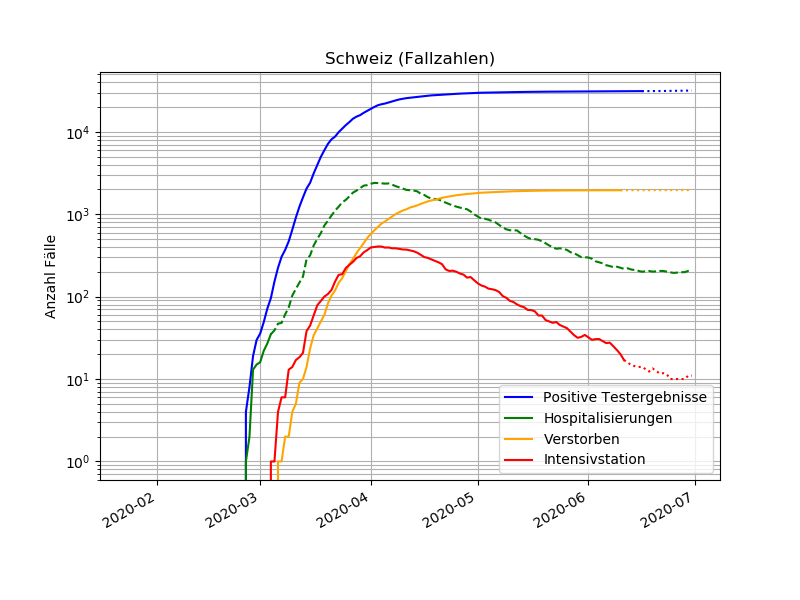 Schweiz (Fallzahlen)
Anzahl Fälle
10⁴
10³
10²
10¹
10⁰
Positive Testergebnisse
Hospitalisierungen
Verstorben
Intensivstation
2020-02
2020-03
2020-04
2020-05
2020-06
2020-07